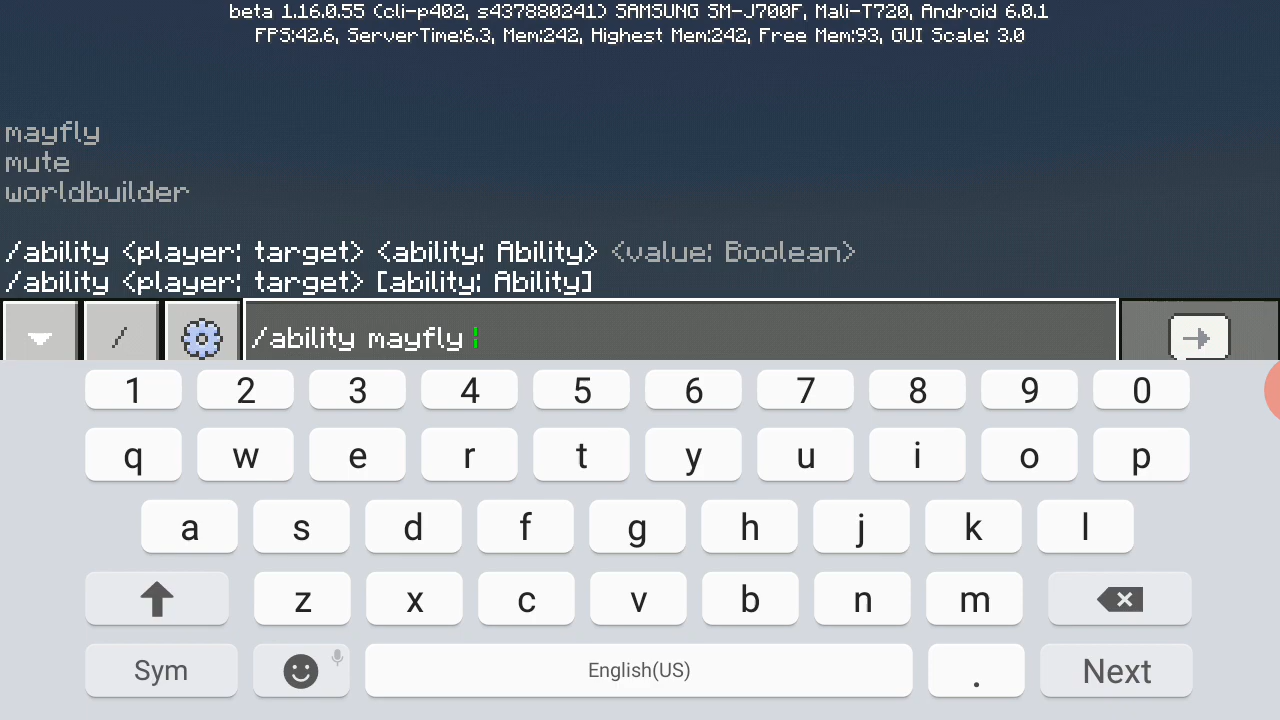 beta 1.16.0.55 (cli-p402, s437880241) SAMSUNG SM-J700F, Mali-T720, Android 6.0.1
FPS:42.6, ServerTime:6.3, Mem:242, Highest Mem:242, Free Mem:93, GUI Scale: 3.0
mayfly
mute
worldbuilder
/ability <player: target> <ability: Ability> <value: Boolean>
/ability <player: target> [ability: Ability]
/ /ability mayfly
1 2 3 4 5 6 7 8 9 0
q w e r t y u i o p
a s d f g h j k l
z x c v b n m
Sym English(US) . Next